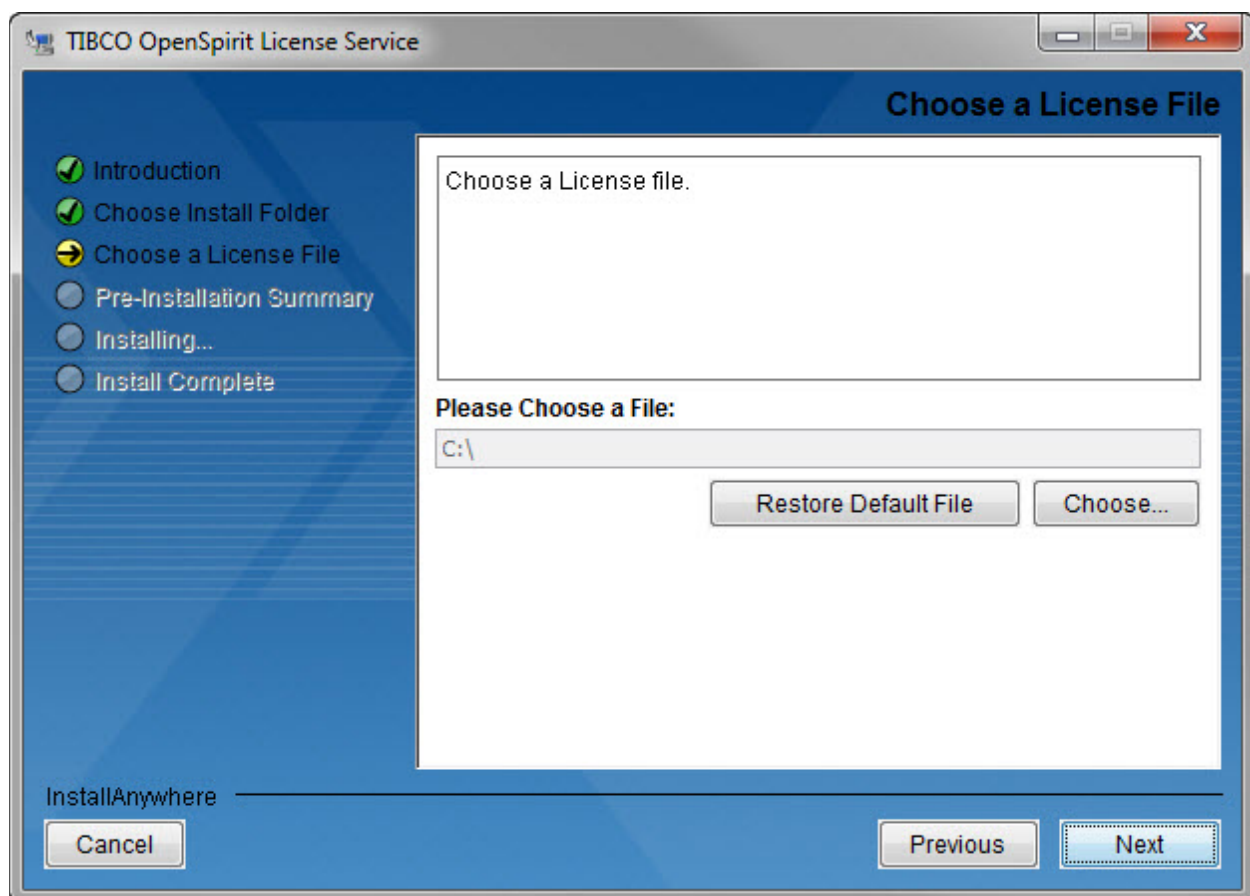 TIBCO OpenSpirit License Service
Choose a License File
Introduction
Choose Install Folder
Choose a License File
Pre-Installation Summary
Installing...
Install Complete
Choose a License file.
Please Choose a File:
C:\
Restore Default File
Choose...
InstallAnywhere
Cancel
Previous
Next